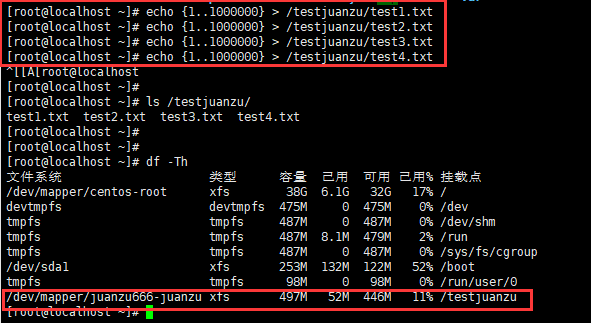 [root@localhost ~]# echo {1..1000000} > /testjuanzu/test1.txt
[root@localhost ~]# echo {1..1000000} > /testjuanzu/test2.txt
[root@localhost ~]# echo {1..1000000} > /testjuanzu/test3.txt
[root@localhost ~]# echo {1..1000000} > /testjuanzu/test4.txt
^[[A[root@localhost
[root@localhost ~]#
[root@localhost ~]# ls /testjuanzu/
test1.txt  test2.txt  test3.txt  test4.txt
[root@localhost ~]#
[root@localhost ~]#
[root@localhost ~]# df -Th
文件系统 类型 容量 已用 可用 已用% 挂载点
/dev/mapper/centos-root xfs 38G 6.1G 32G 17% /
devtmpfs devtmpfs 475M 0 475M 0% /dev
tmpfs tmpfs 487M 0 487M 0% /dev/shm
tmpfs tmpfs 487M 8.1M 479M 2% /run
tmpfs tmpfs 487M 0 487M 0% /sys/fs/cgroup
/dev/sda1 xfs 253M 132M 122M 52% /boot
tmpfs tmpfs 98M 0 98M 0% /run/user/0
/dev/mapper/juanzu666-juanzu xfs 497M 52M 446M 11% /testjuanzu
[root@localhost ~]#